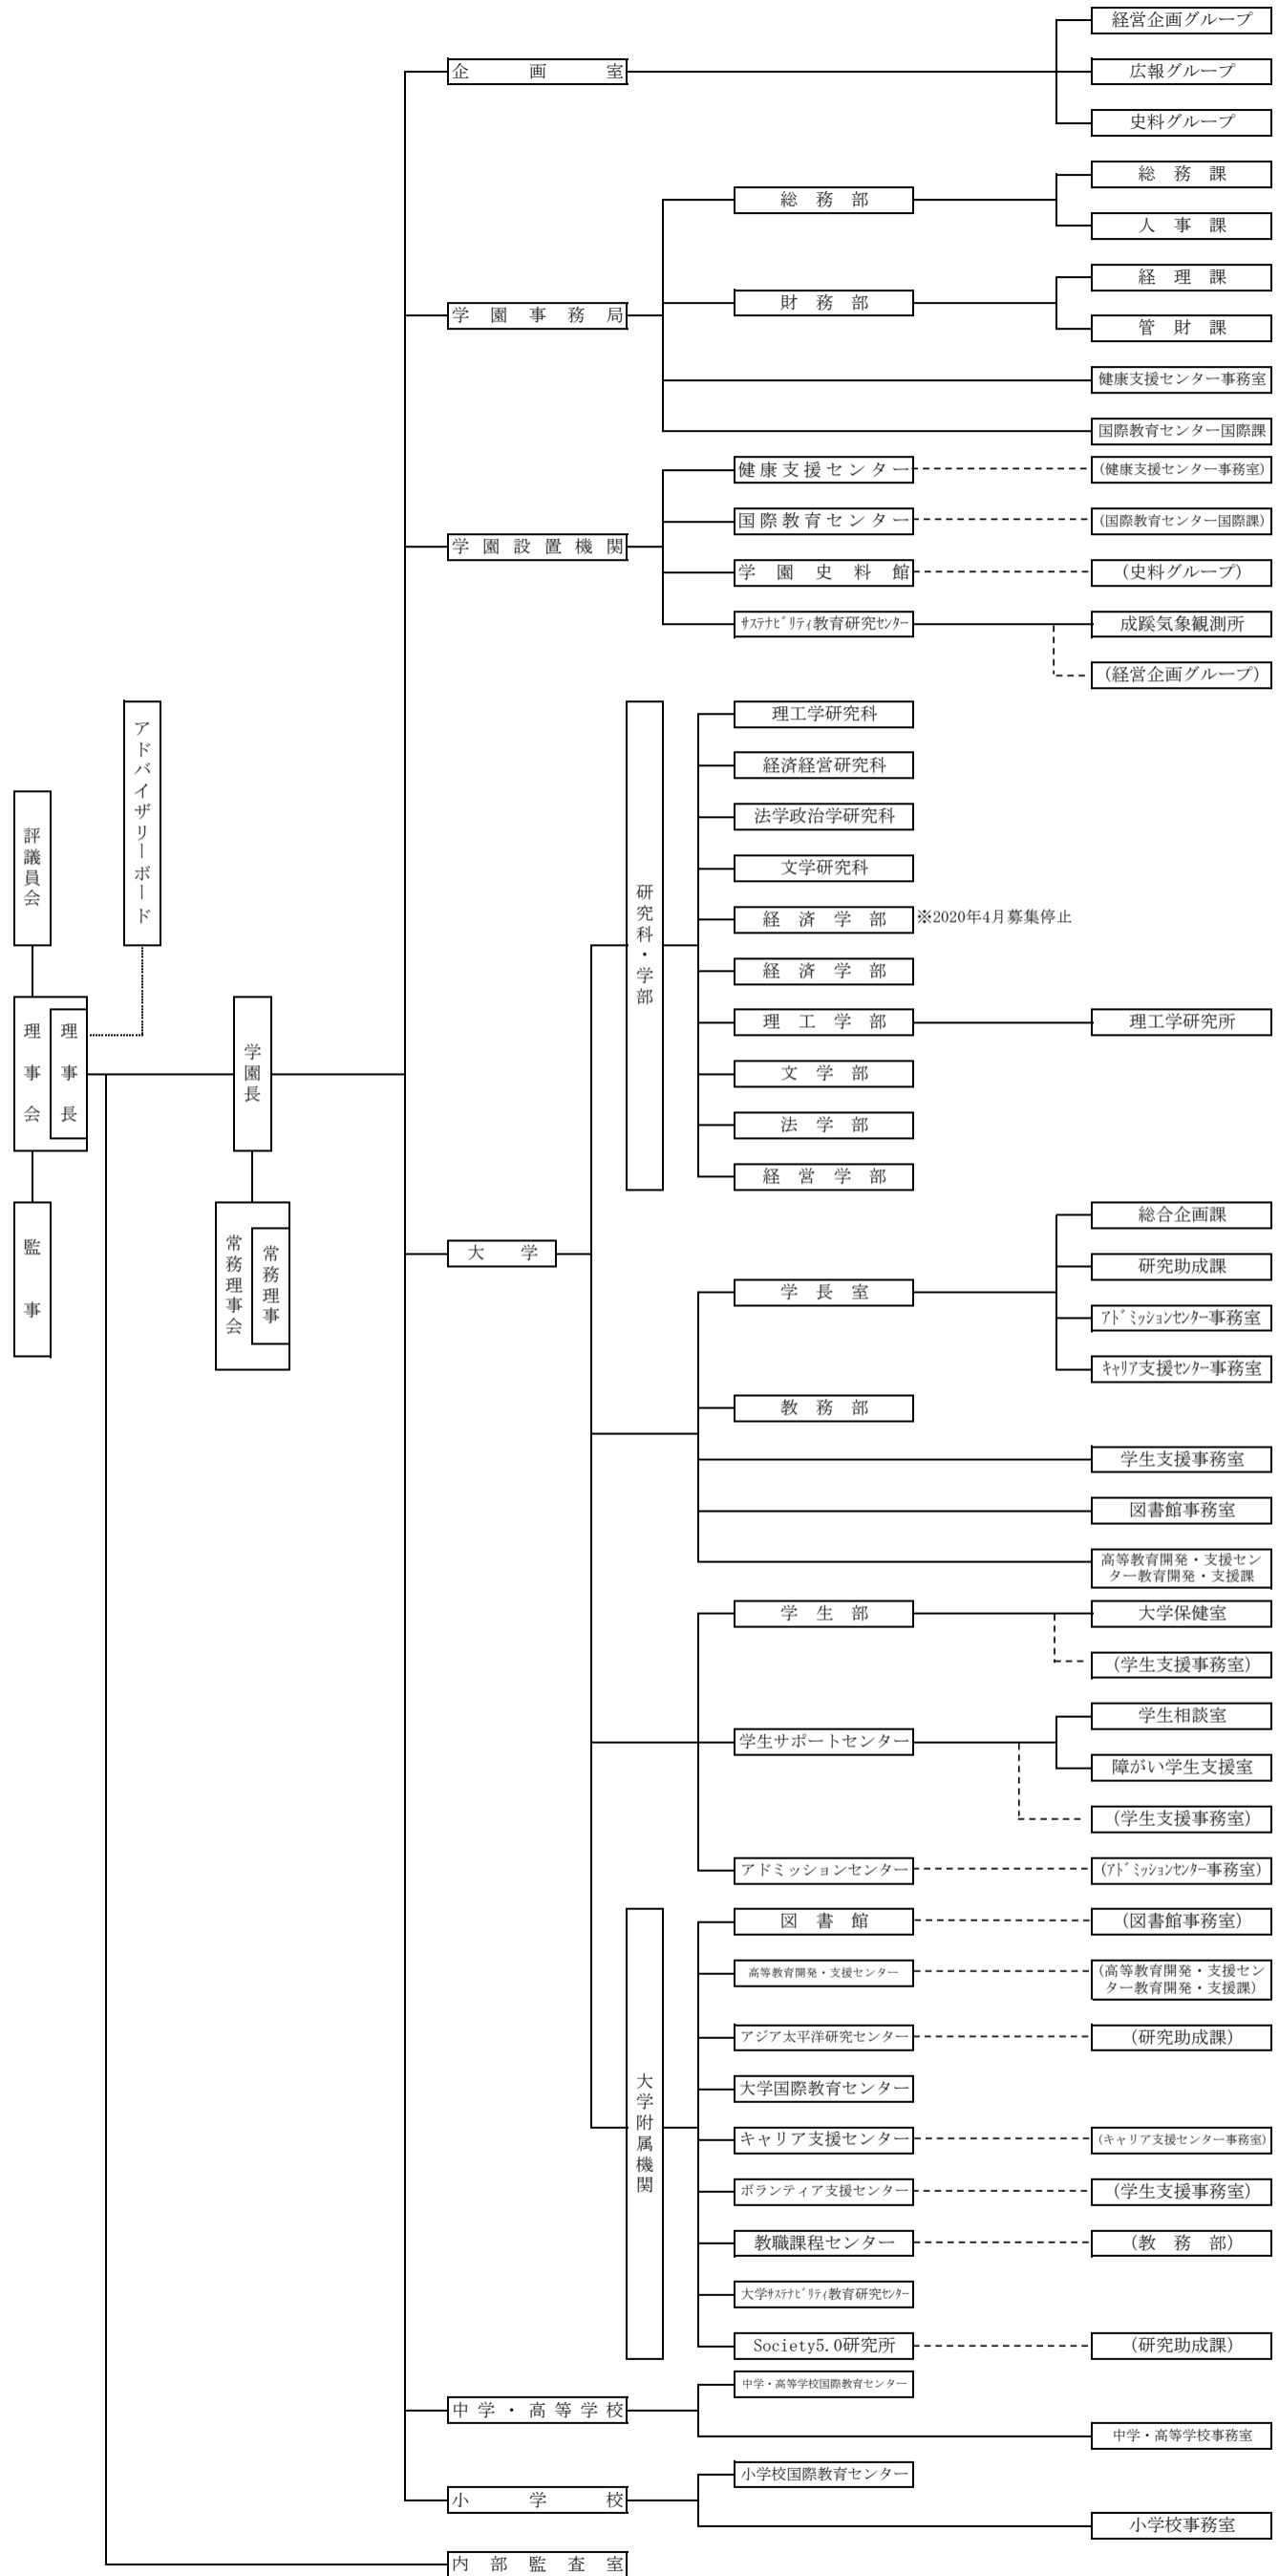 経営企画グループ
企画室
広報グループ
史料グループ
総務課
総務部
人事課
経理課
財務部
学園事務局
管財課
健康支援センター事務室
国際教育センター国際課
健康支援センター
(健康支援センター事務室)
国際教育センター
(国際教育センター国際課)
学園設置機関
学園史料館
(史料グループ)
サステナビリティ教育研究センター
成蹊気象観測所
(経営企画グループ)
アドバイザリーボード
評議員会
理事会
理事長
監事
学園長
常務理事会
常務理事
研究科・学部
理工学研究科
経済経営研究科
法学政治学研究科
文学研究科
経済学部 ※2020年4月募集停止
経済学部
理工学部
理工学研究所
文学部
法学部
経営学部
大学
総合企画課
研究助成課
学長室
アドミッションセンター事務室
キャリア支援センター事務室
教務部
学生支援事務室
図書館事務室
高等教育開発・支援セン
ター教育開発・支援課
学生部
大学保健室
(学生支援事務室)
学生相談室
学生サポートセンター
障がい学生支援室
(学生支援事務室)
アドミッションセンター
(アドミッションセンター事務室)
大学附属機関
図書館
(図書館事務室)
高等教育開発・支援センター
(高等教育開発・支援セン
ター教育開発・支援課)
アジア太平洋研究センター
(研究助成課)
大学国際教育センター
キャリア支援センター
(キャリア支援センター事務室)
ボランティア支援センター
(学生支援事務室)
教職課程センター
(教務部)
大学サステナビリティ教育研究センター
Society5.0研究所
(研究助成課)
中学・高等学校国際教育センター
中学・高等学校
中学・高等学校事務室
小学校国際教育センター
小学校
小学校事務室
内部監査室